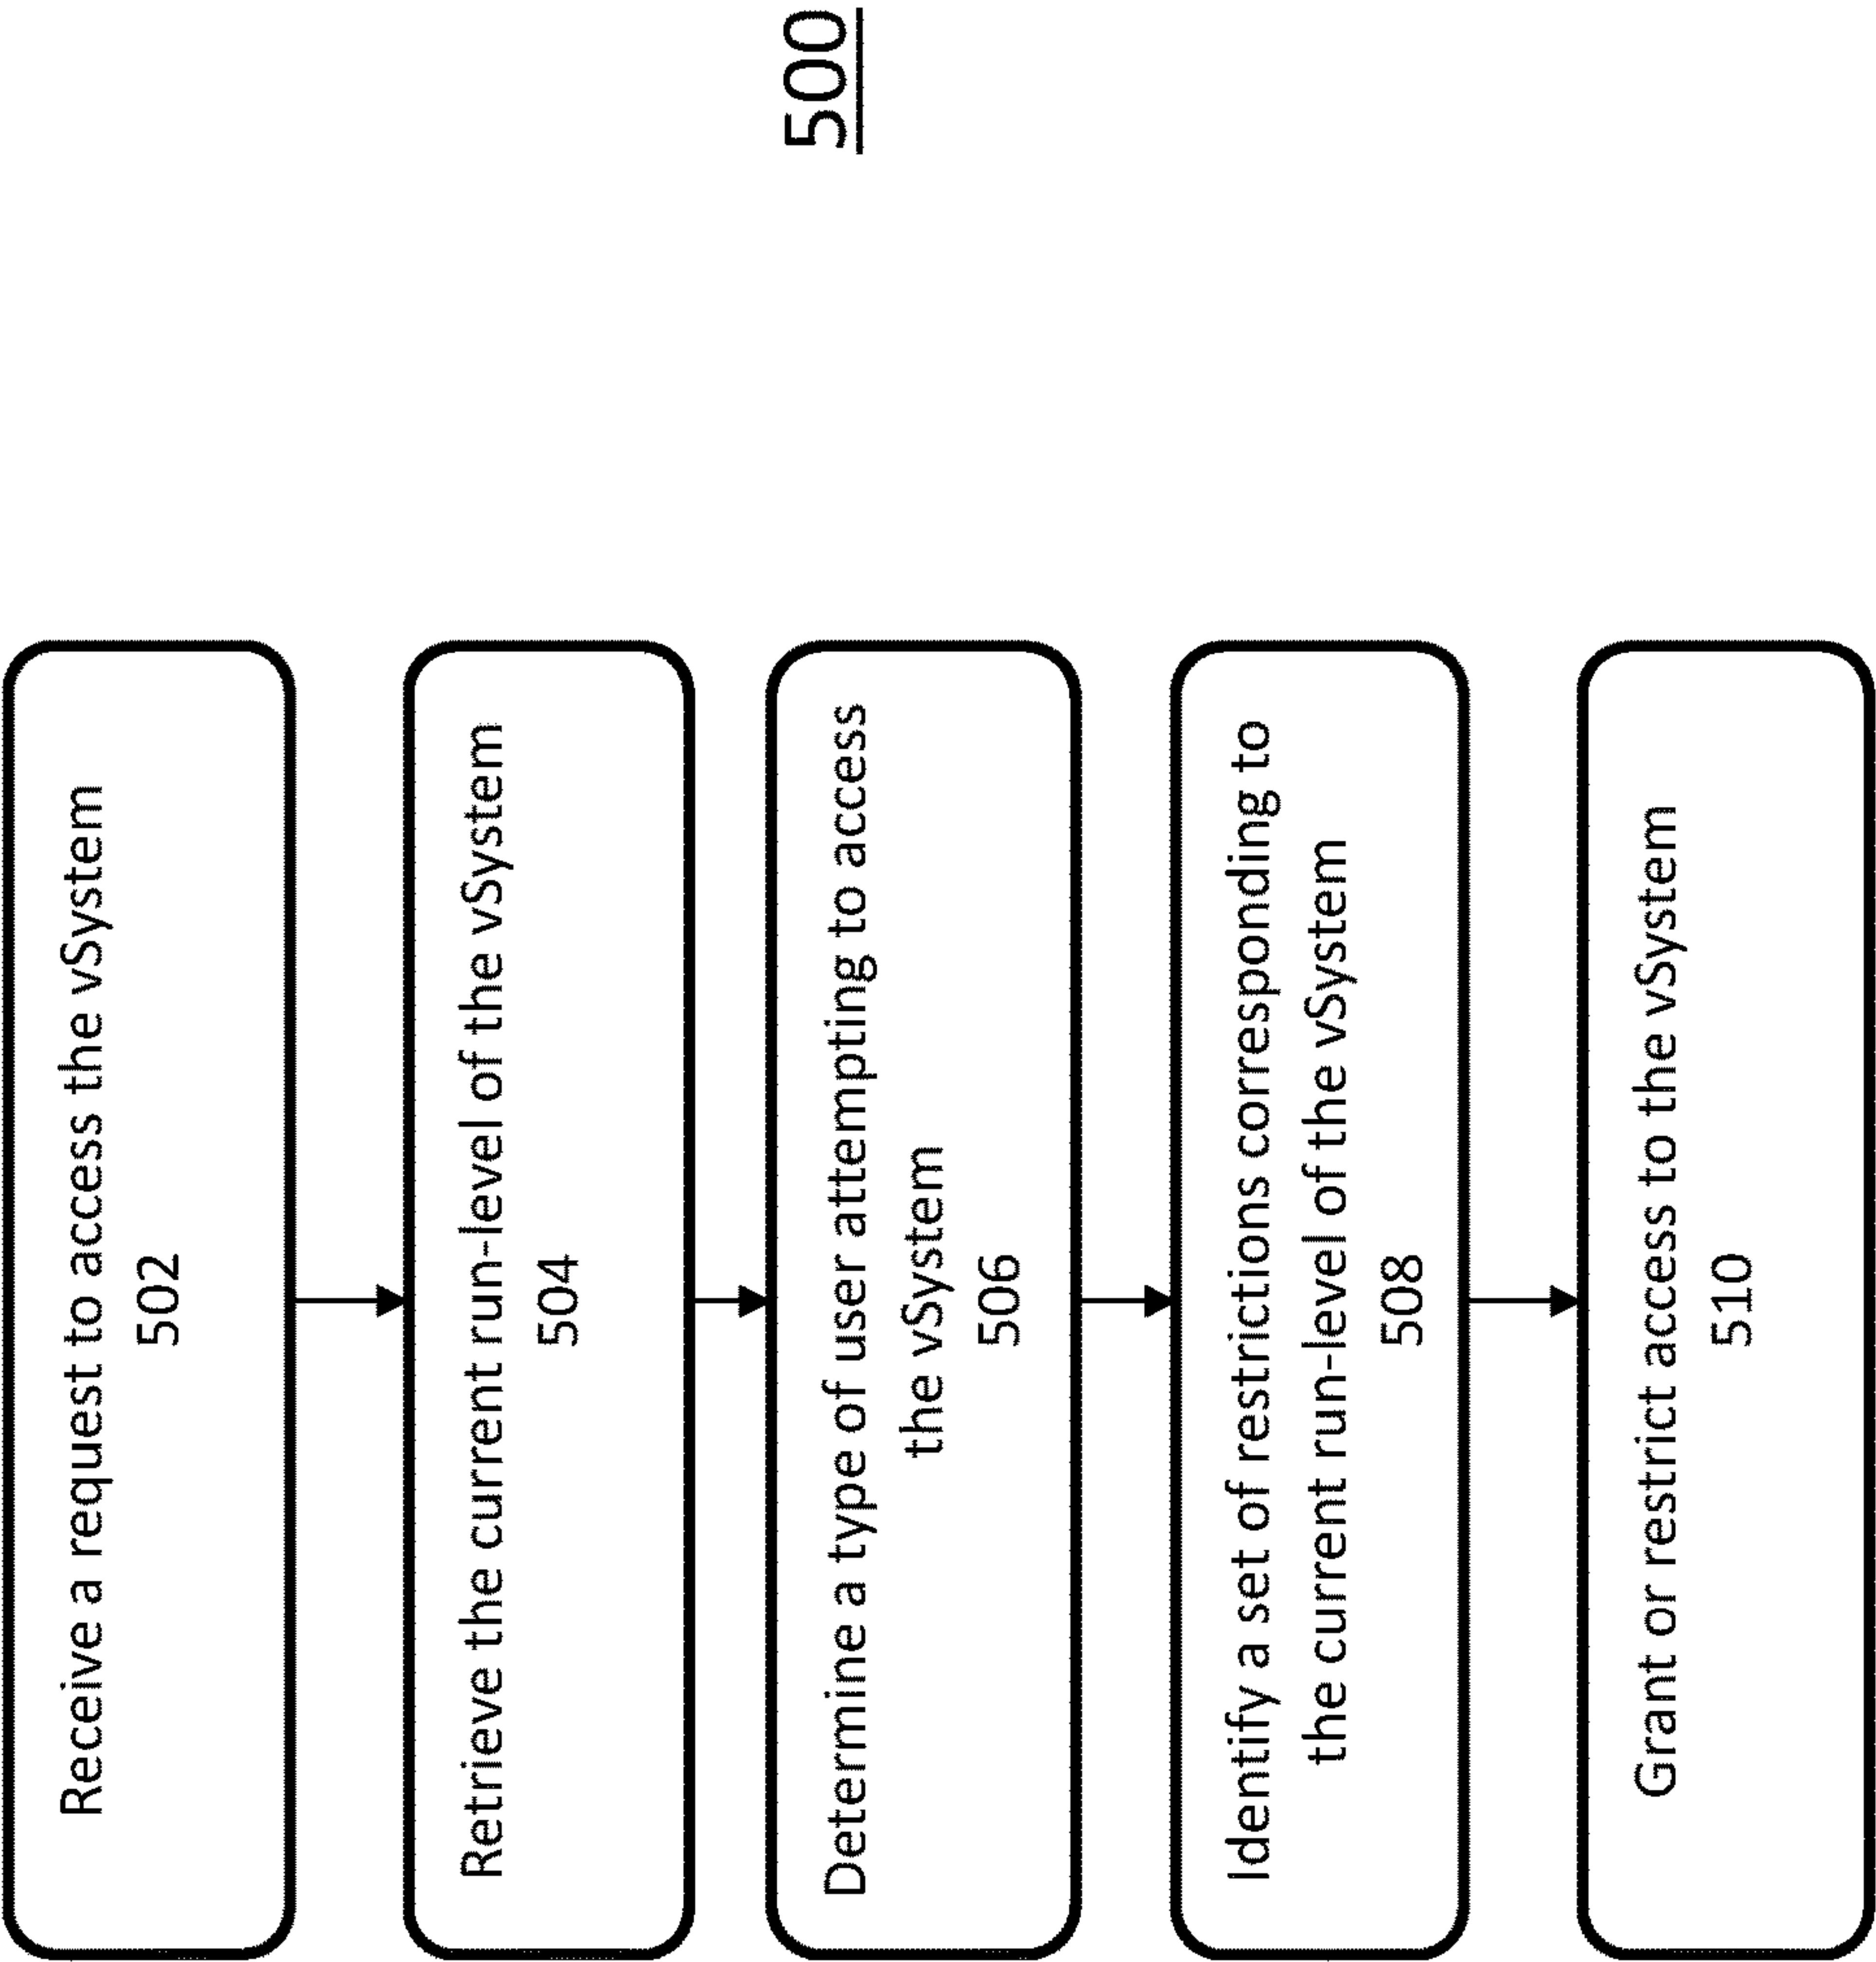 Receive a request to access the vSystem
502
Retrieve the current run-level of the vSystem
504
Determine a type of user attempting to access
the vSystem
506
Identify a set of restrictions corresponding to
the current run-level of the vSystem
508
Grant or restrict access to the vSystem
510
500